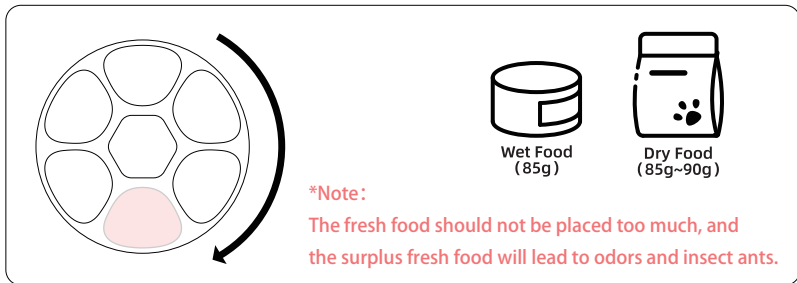 Wet Food
(85g)
Dry Food
(85g~90g)
*Note:
The fresh food should not be placed too much, and
the surplus fresh food will lead to odors and insect ants.